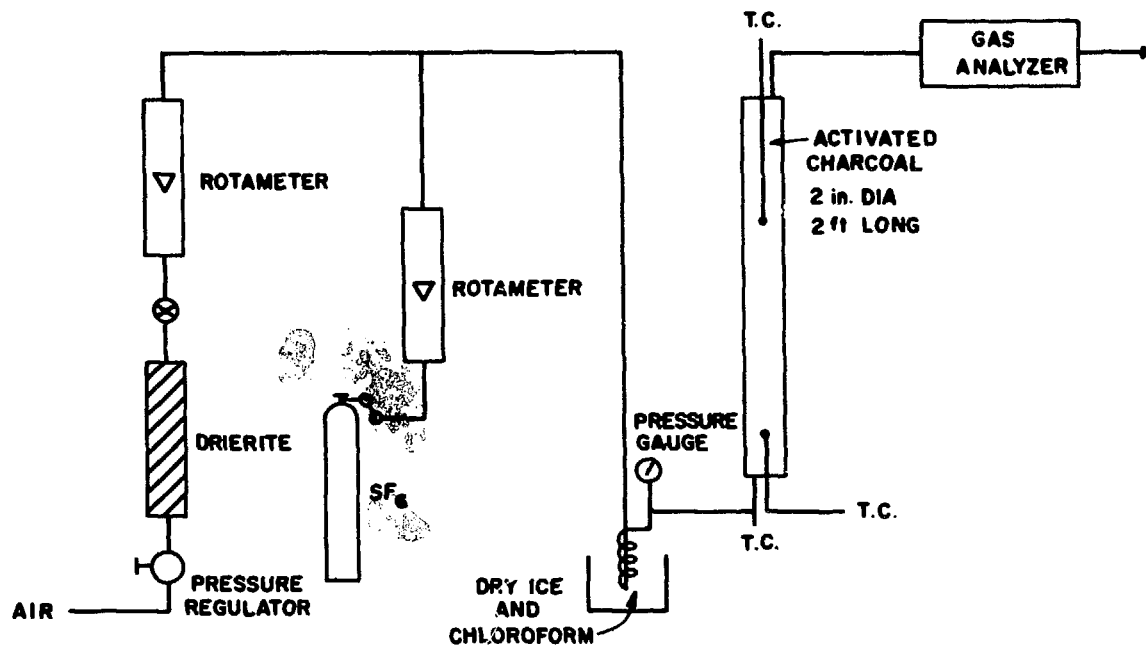 T.C.
GAS
ANALYZER
ACTIVATED
CHARCOAL
2 in. DIA
2 ft LONG
ROTAMETER
ROTAMETER
PRESSURE
GAUGE
DRIERITE
SF6
T.C.
T.C.
DRY ICE
AND
CHLOROFORM
PRESSURE
REGULATOR
AIR